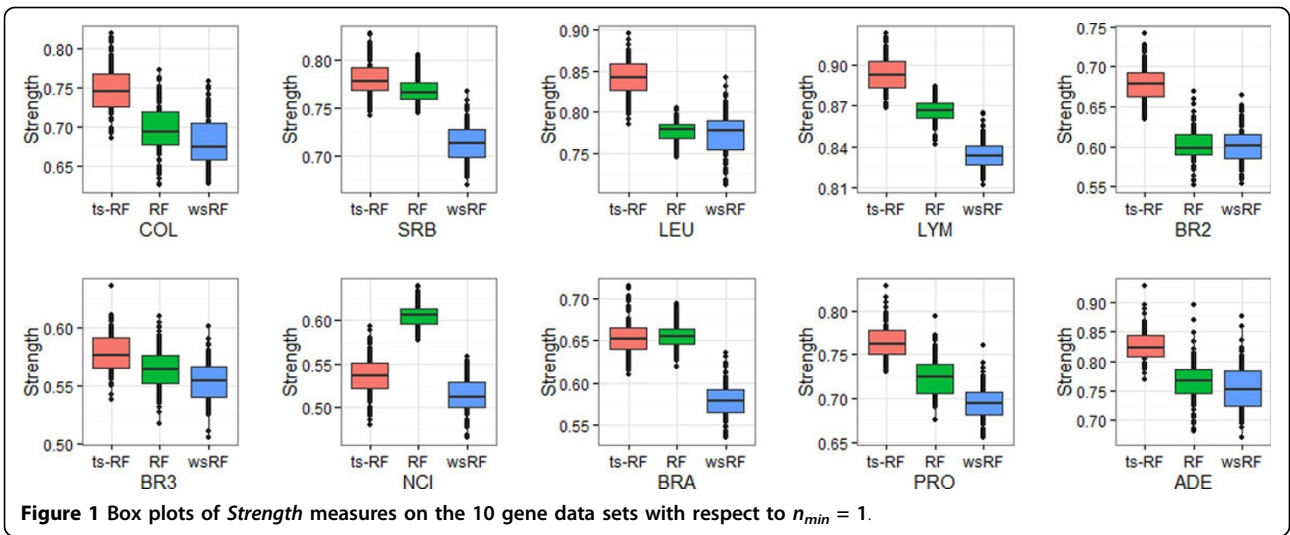 Strength
0.80
0.75
0.70
0.65
ts-RF RF wsRF
COL
Strength
0.80
0.75
0.70
ts-RF RF wsRF
SRB
Strength
0.90
0.85
0.80
0.75
ts-RF RF wsRF
LEU
Strength
0.90
0.87
0.84
0.81
ts-RF RF wsRF
LYM
Strength
0.75
0.70
0.65
0.60
0.55
ts-RF RF wsRF
BR2
Strength
0.60
0.55
0.50
ts-RF RF wsRF
BR3
Strength
0.60
0.55
0.50
ts-RF RF wsRF
NCI
Strength
0.70
0.65
0.60
0.55
ts-RF RF wsRF
BRA
Strength
0.80
0.75
0.70
0.65
ts-RF RF wsRF
PRO
Strength
0.90
0.85
0.80
0.75
0.70
ts-RF RF wsRF
ADE
Figure 1 Box plots of Strength measures on the 10 gene data sets with respect to nmin = 1.